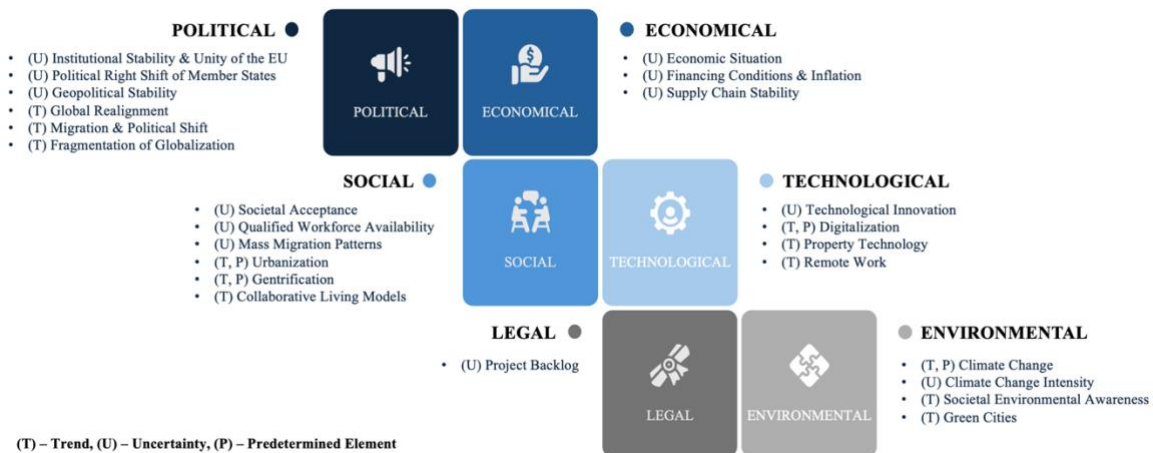 POLITICAL
• (U) Institutional Stability & Unity of the EU
• (U) Political Right Shift of Member States
• (U) Geopolitical Stability
• (T) Global Realignment
• (T) Migration & Political Shift
• (T) Fragmentation of Globalization
POLITICAL
ECONOMICAL
ECONOMICAL
• (U) Economic Situation
• (U) Financing Conditions & Inflation
• (U) Supply Chain Stability
SOCIAL
• (U) Societal Acceptance
• (U) Qualified Workforce Availability
• (U) Mass Migration Patterns
• (T, P) Urbanization
• (T, P) Gentrification
• (T) Collaborative Living Models
SOCIAL
TECHNOLOGICAL
TECHNOLOGICAL
• (U) Technological Innovation
• (T, P) Digitalization
• (T) Property Technology
• (T) Remote Work
LEGAL
• (U) Project Backlog
LEGAL
ENVIRONMENTAL
ENVIRONMENTAL
• (T, P) Climate Change
• (U) Climate Change Intensity
• (T) Societal Environmental Awareness
• (T) Green Cities
(T) – Trend, (U) – Uncertainty, (P) – Predetermined Element